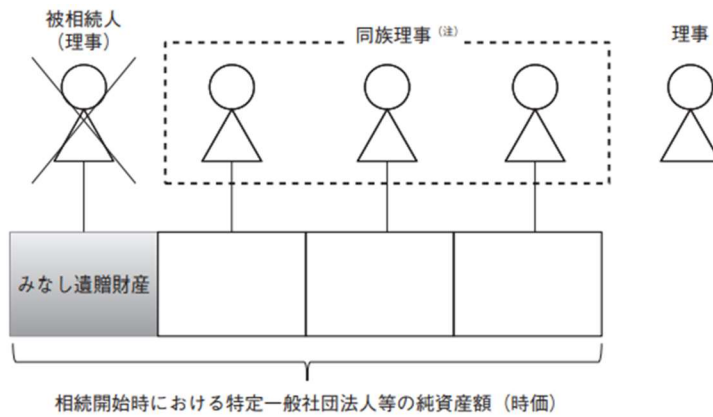 被相続人
（理事）
同族理事（注）
理事
みなし遺贈財産
相続開始時における特定一般社団法人等の純資産額（時価）